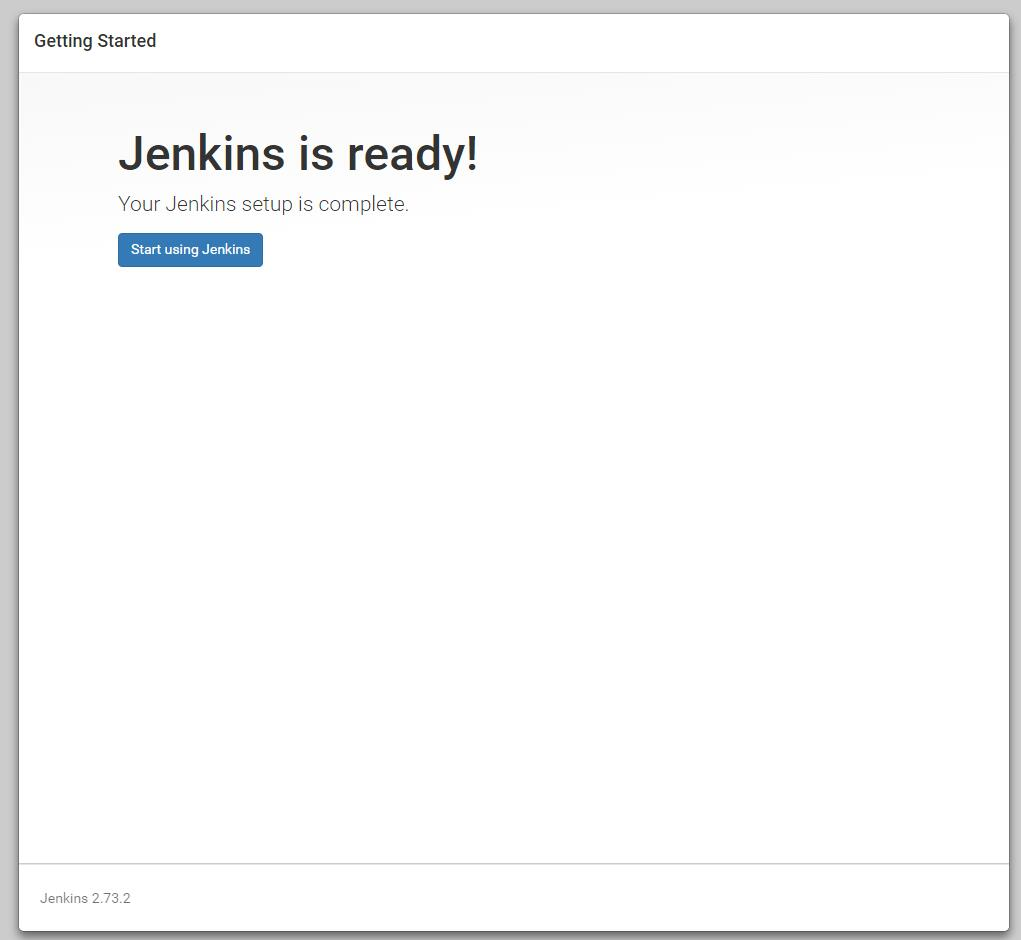 Getting Started
Jenkins is ready!
Your Jenkins setup is complete.
Start using Jenkins
Jenkins 2.73.2